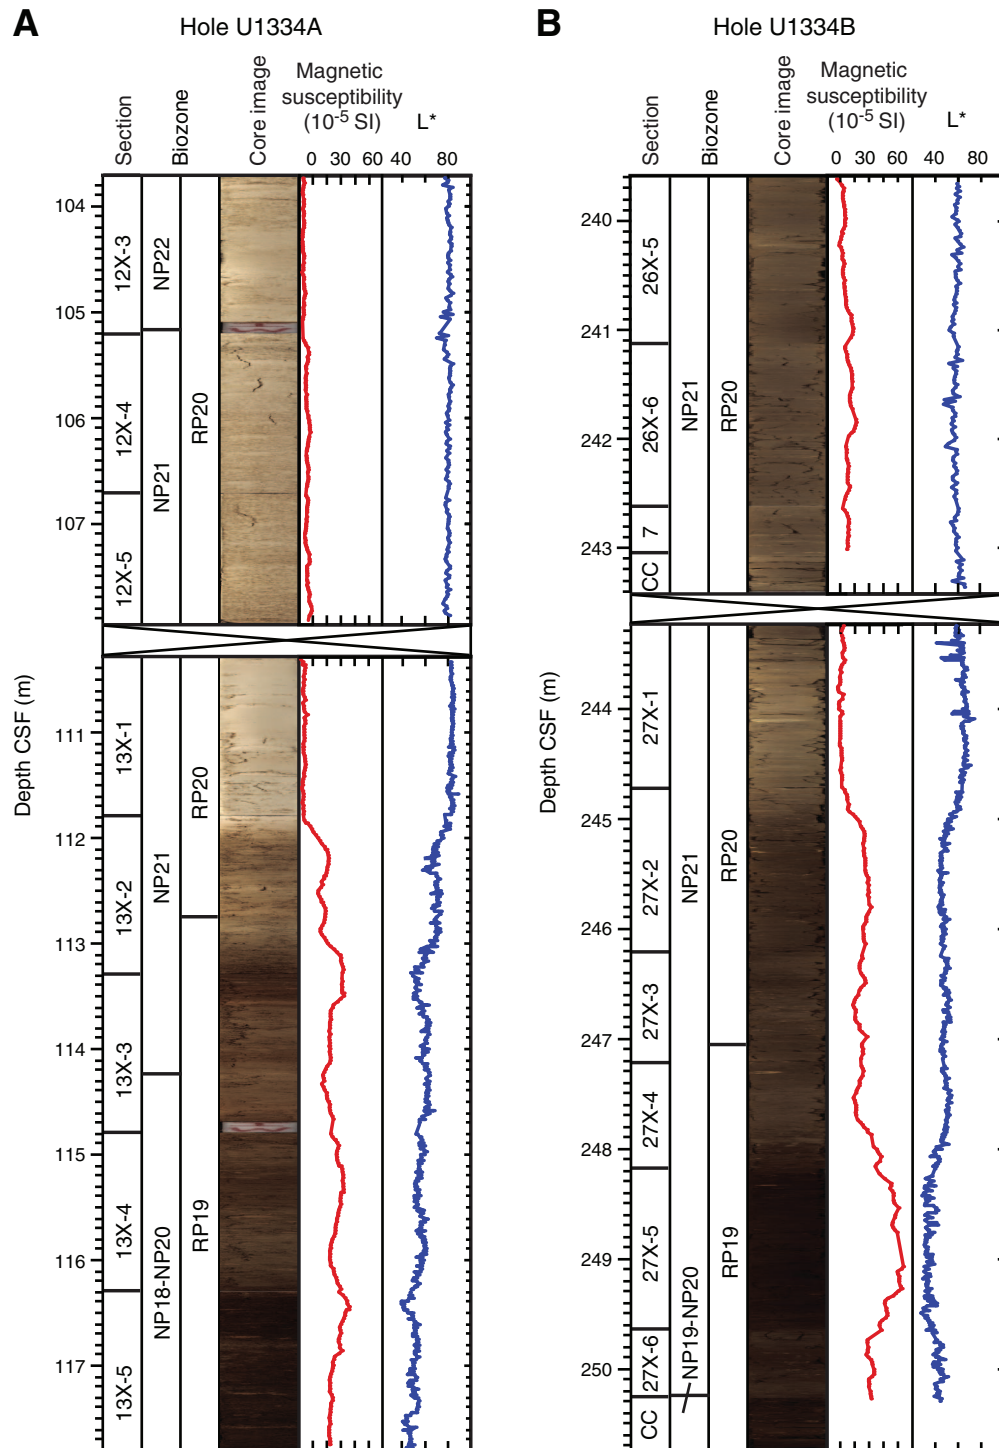 A
Hole U1334A
Section
Biozone
Core image
Magnetic
susceptibility
(10-5 SI)
L*
0 30 60 40 80
Depth CSF (m)
104
105
106
107
111
112
113
114
115
116
117
12X-3
12X-4
12X-5
13X-1
13X-2
13X-3
13X-4
13X-5
NP22
NP21
NP21
NP18-NP20
RP20
RP20
RP19
B
Hole U1334B
Section
Biozone
Core image
Magnetic
susceptibility
(10-5 SI)
L*
0 30 60 40 80
Depth CSF (m)
240
241
242
243
244
245
246
247
248
249
250
26X-5
26X-6
7
CC
27X-1
27X-2
27X-3
27X-4
27X-5
27X-6
CC
NP21
NP21
NP19-NP20
RP20
RP20
RP19